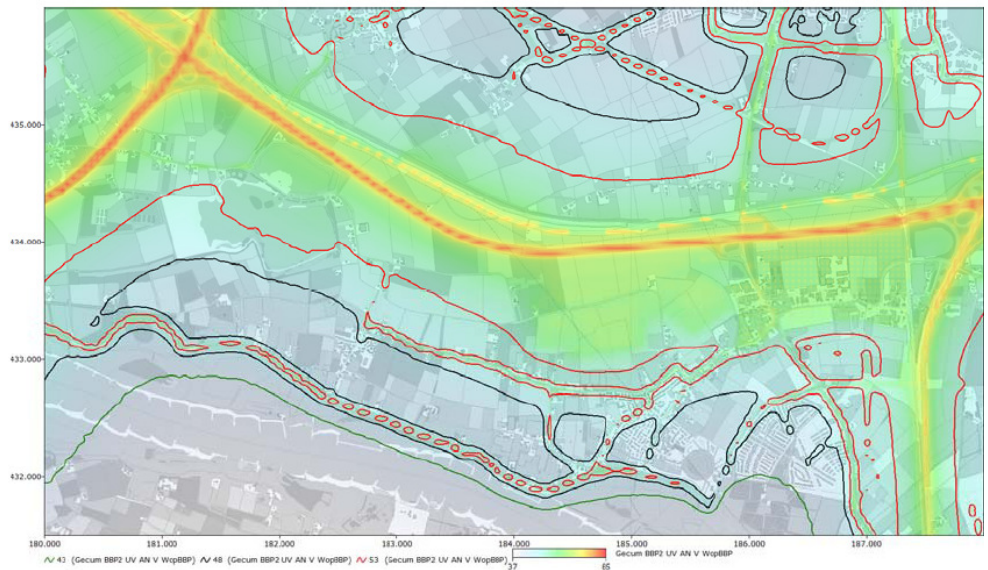 435.000
434.000
433.000
432.000
180.000 181.000 182.000 183.000 184.000 185.000 186.000 187.000
43 (Gecum BBP2 UV AN V WopBBP) 48 (Gecum BBP2 UV AN V WopBBP) 53 (Gecum BBP2 UV AN V WopBBP) Gecum BBP2 UV AN V WopBBP
37 65